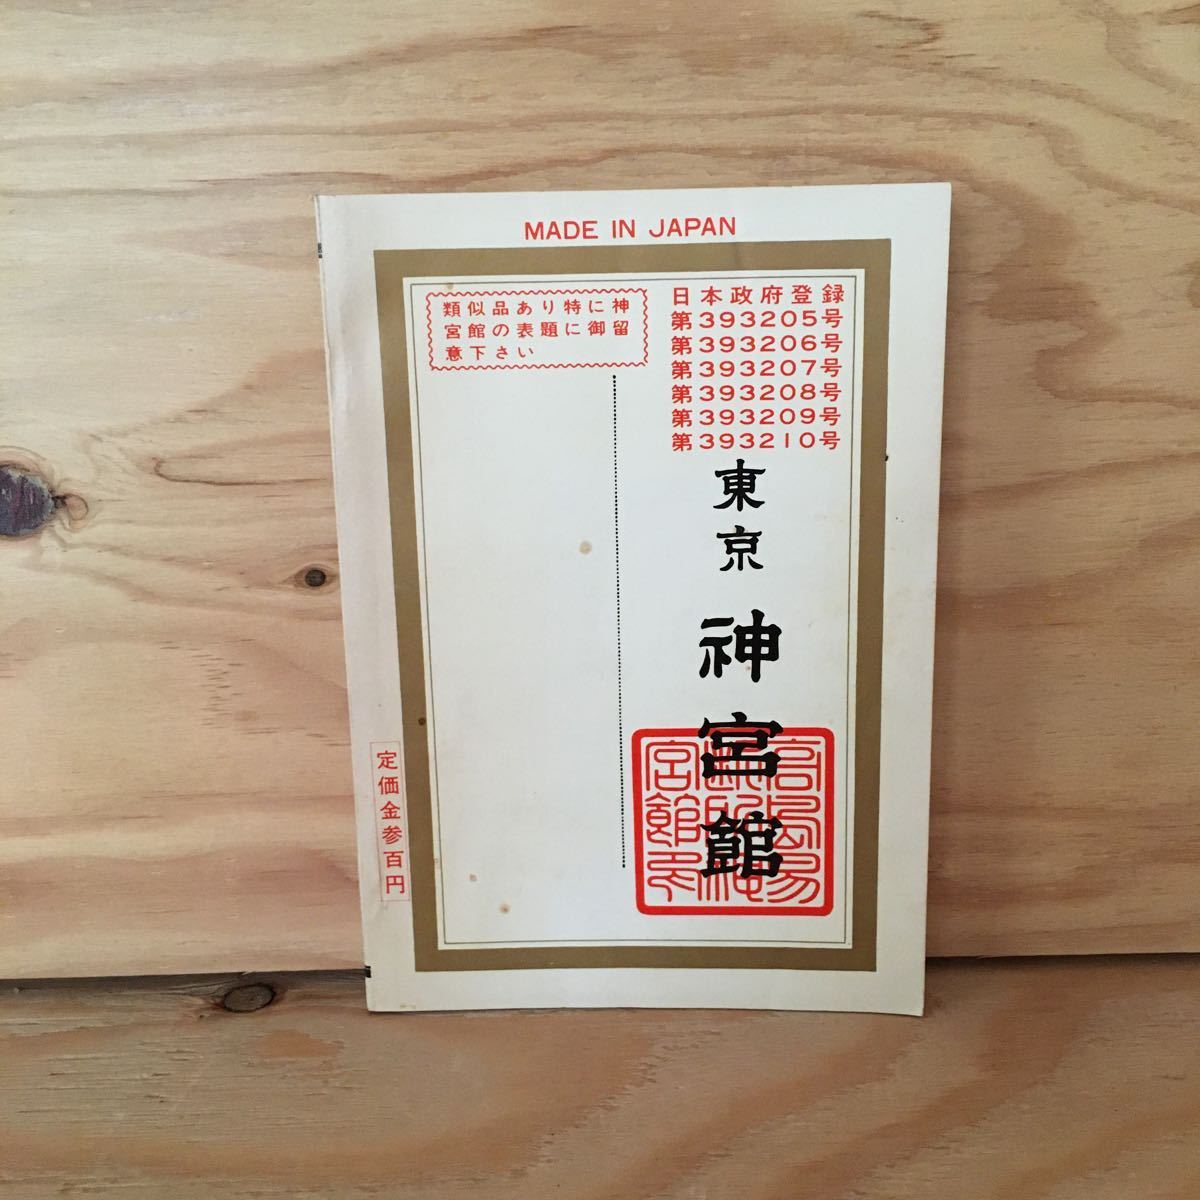 MADE IN JAPAN
日本政府登録
第393205号
第393206号
第393207号
第393208号
第393209号
第393210号
類似品あり特に神
宮館の表題に御留
意下さい
東京 神宮館
定価金参百円